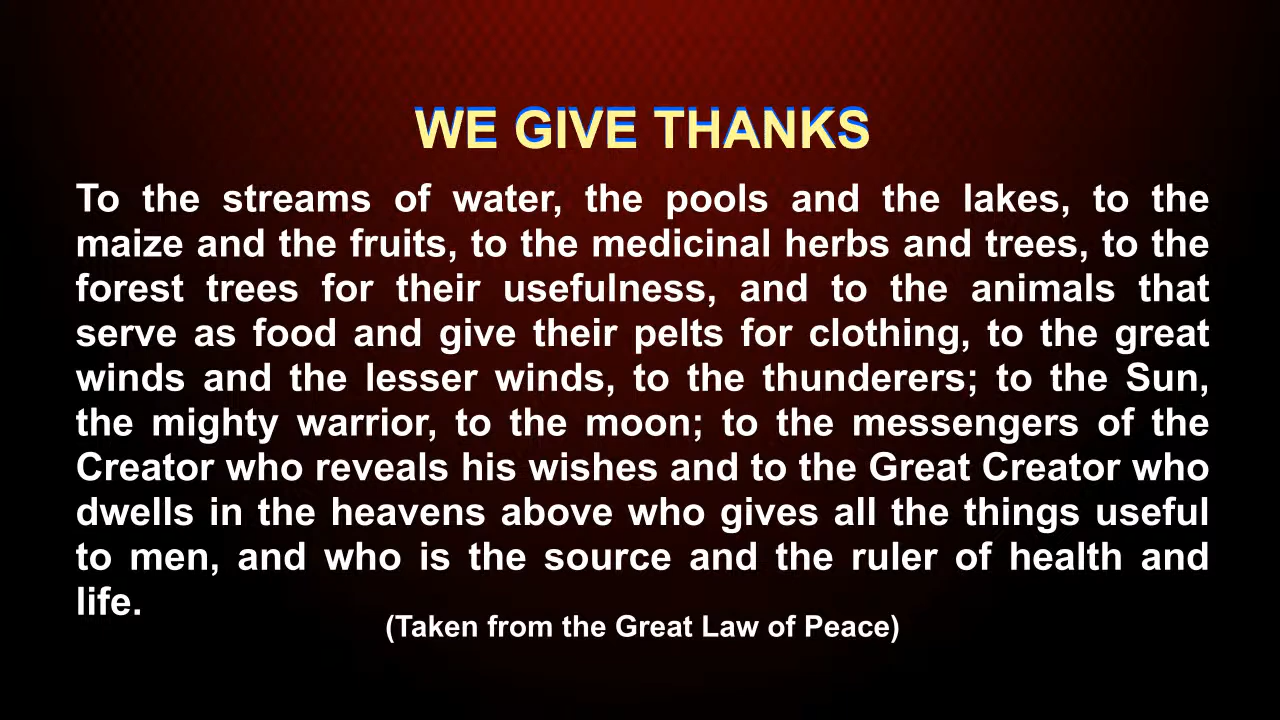 WE GIVE THANKS
To the streams of water, the pools and the lakes, to the
maize and the fruits, to the medicinal herbs and trees, to the
forest trees for their usefulness, and to the animals that
serve as food and give their pelts for clothing, to the great
winds and the lesser winds, to the thunderers; to the Sun,
the mighty warrior, to the moon; to the messengers of the
Creator who reveals his wishes and to the Great Creator who
dwells in the heavens above who gives all the things useful
to men, and who is the source and the ruler of health and
life.
(Taken from the Great Law of Peace)